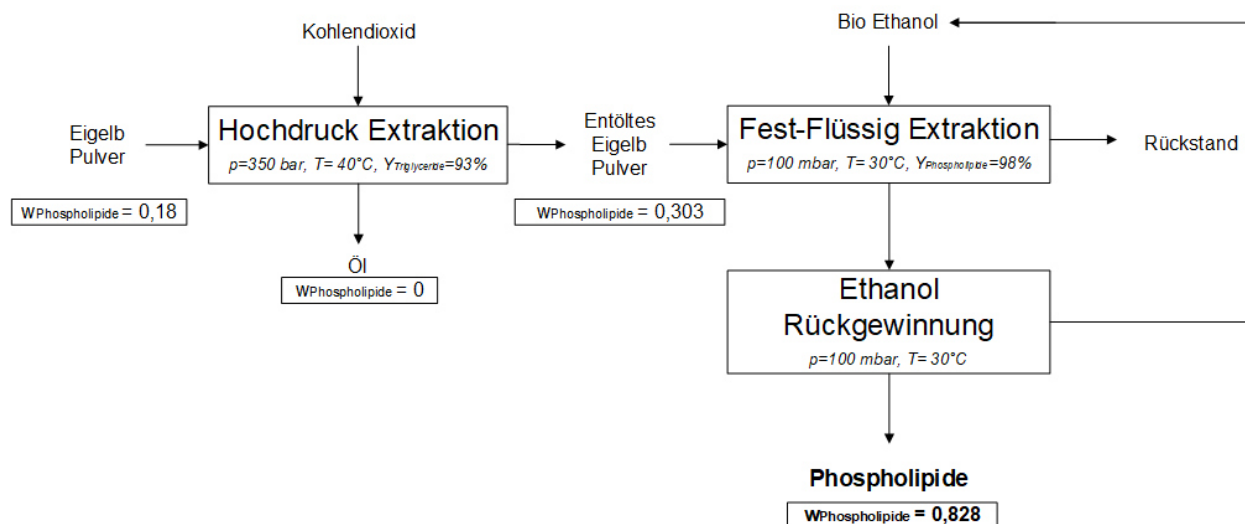 Kohlendioxid
Bio Ethanol
Eigelb
Pulver
Hochdruck Extraktion
p=350 bar, T= 40°C, YTriglyceride=93%
Entöltes
Eigelb
Pulver
Fest-Flüssig Extraktion
p=100 mbar, T= 30°C, YPhospholipide=98%
Rückstand
WPhospholipide = 0,18
WPhospholipide = 0,303
Öl
WPhospholipide = 0
Ethanol
Rückgewinnung
p=100 mbar, T= 30°C
Phospholipide
WPhospholipide = 0,828